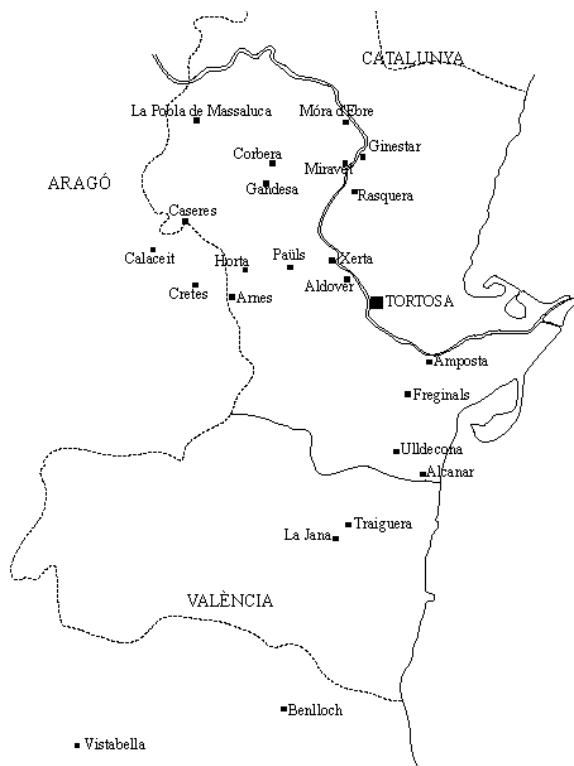 CATALUNYA
La Pobla de Massaluca
Móra d'Ebre
Ginestar
Corbera
Miravet
ARAGÓ
Gandesa
Rasquera
Caseres
Calaceit
Horta
Paüls
Xerta
Cretes
Arnes
Aldover
TORTOSA
Amposta
Freginals
Ulldecona
Alcanar
Traiguera
La Jana
VALÈNCIA
Benlloch
Vistabella